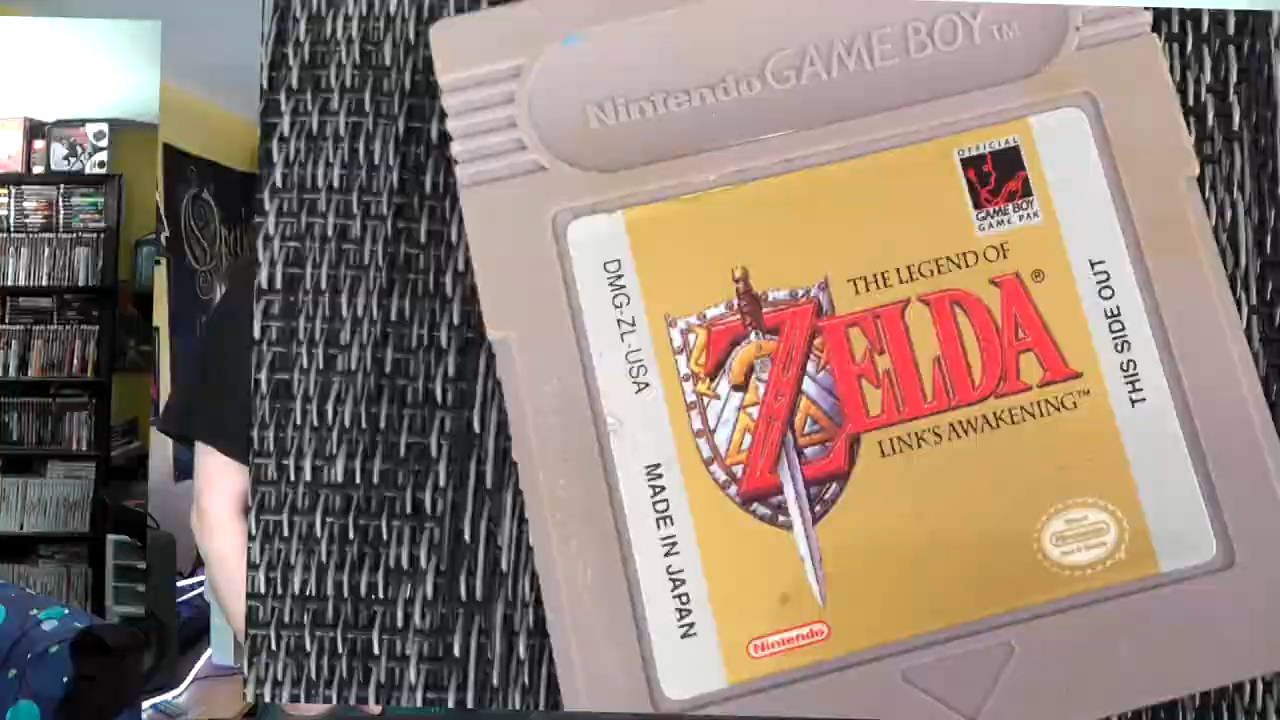 Nintendo GAME BOY™
OFFICIAL
GAME BOY
GAME PAK
THE LEGEND OF
ZELDA®
LINK'S AWAKENING™
DMG-ZL-USA
MADE IN JAPAN
THIS SIDE OUT
Nintendo
Nintendo